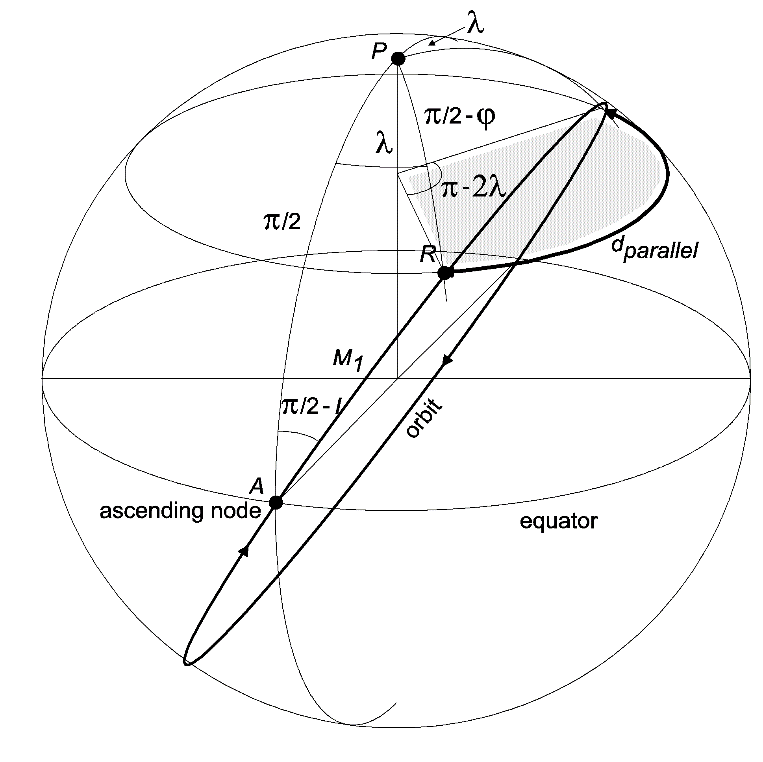 λ
P
π/2 - φ
λ
π - 2λ
π/2
R
dparallel
M1
π/2 - I
orbit
A
ascending node
equator